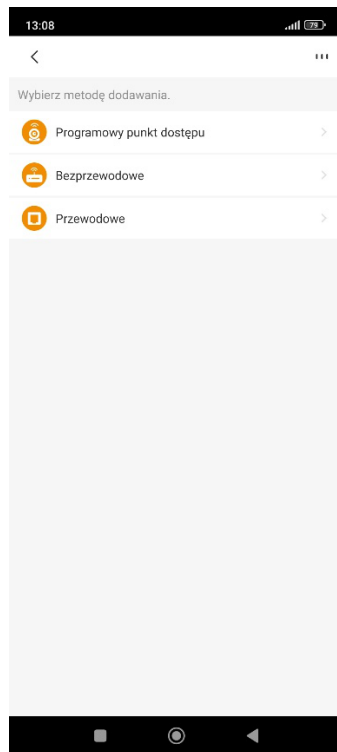 13:08
79
Wybierz metodę dodawania.
Programowy punkt dostępu
Bezprzewodowe
Przewodowe